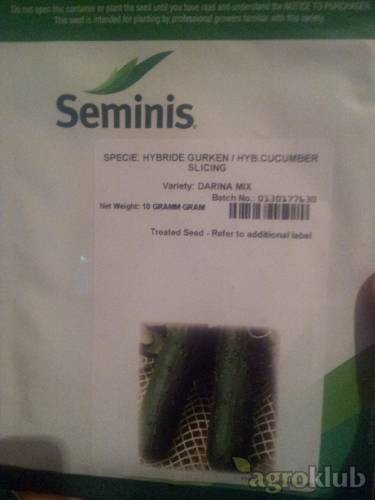 Do not open this container or plant the seed until you have read and understand the NOTICE TO PURCHASER
This seed is intended for planting by professional growers familiar with this variety.
Seminis
SPECIE: HYBRIDE GURKEN / HYB.CUCUMBER
SLICING
Variety: DARINA MIX
Batch No.: 0130177630
Net Weight: 10 GRAMM GRAM
Treated Seed - Refer to additional label
agroklub